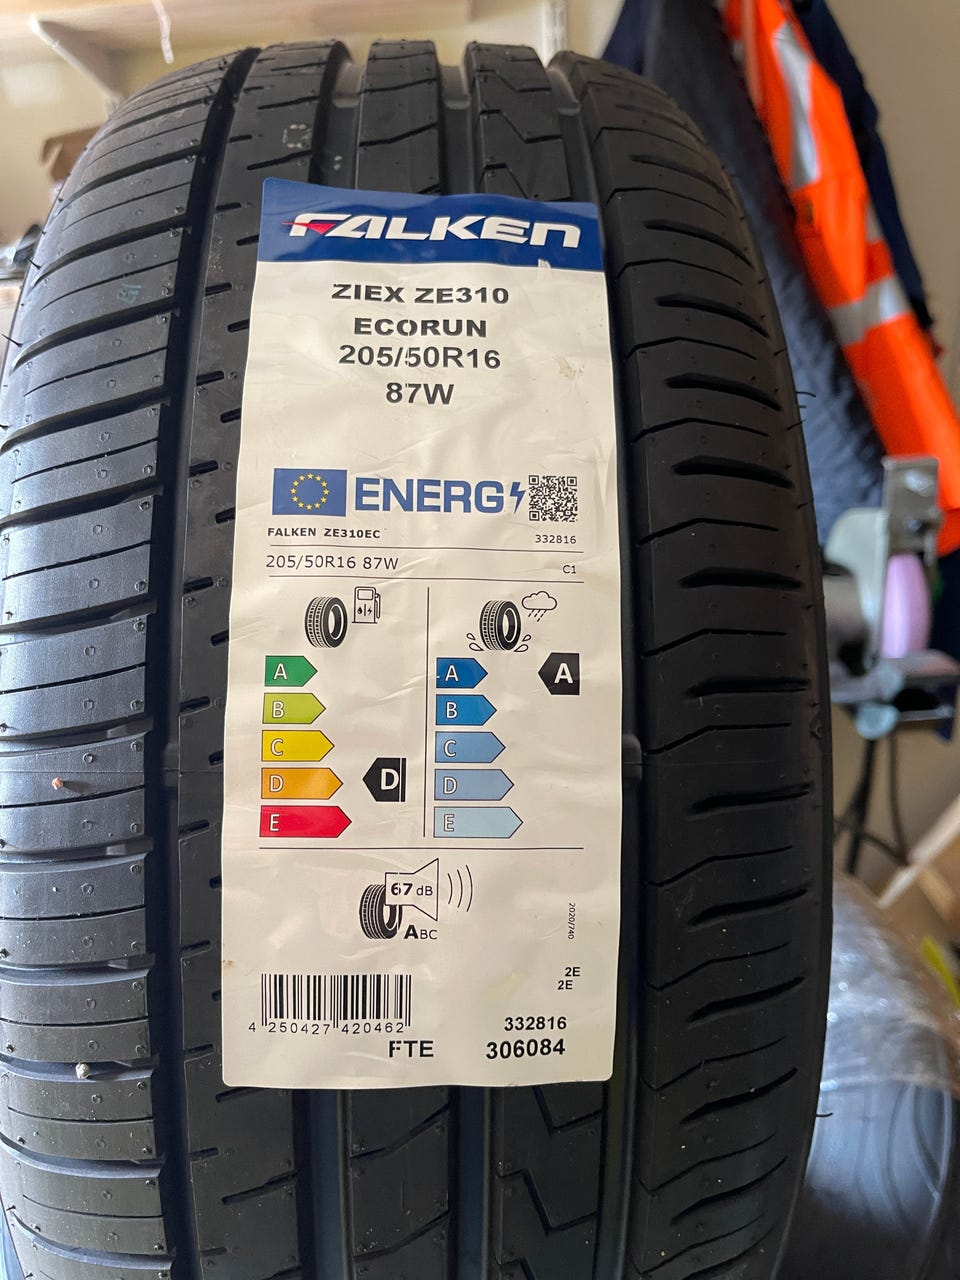 FALKEN
ZIEX ZE310
ECORUN
205/50R16
87W
ENERG
FALKEN ZE310EC
332816
205/50R16 87W
C1
A
B
C
D
E
D
A
B
C
D
E
A
67 dB
ABC
2020/740
2E
2E
4 250427 420462
332816
FTE
306084